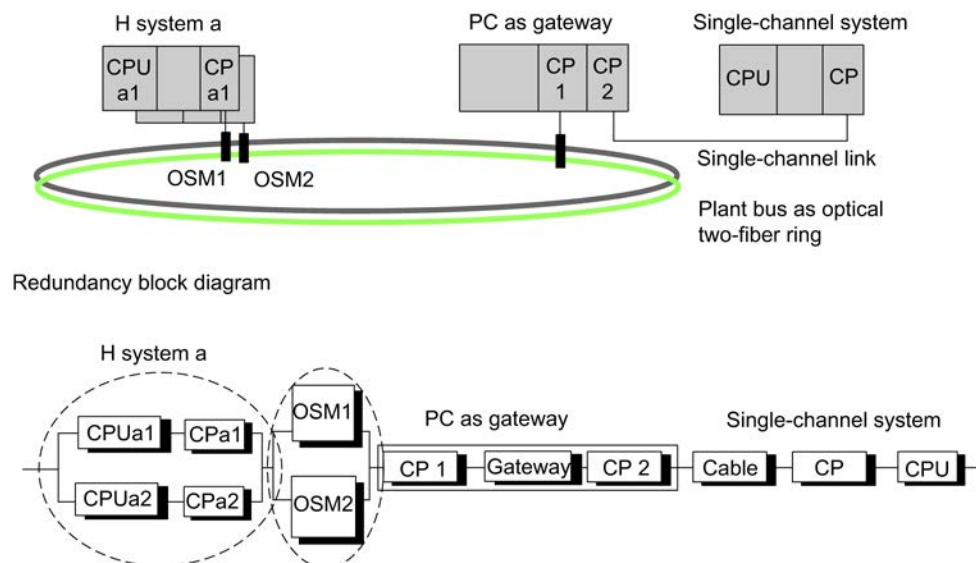 H system a
PC as gateway
Single-channel system
CPU
a1
CP
a1
CP
1
CP
2
CPU
CP
OSM1
OSM2
Single-channel link
Plant bus as optical
two-fiber ring
Redundancy block diagram
H system a
PC as gateway
Single-channel system
OSM1
CPUa1
CPa1
CP 1
Gateway
CP 2
Cable
CP
CPU
CPUa2
CPa2
OSM2